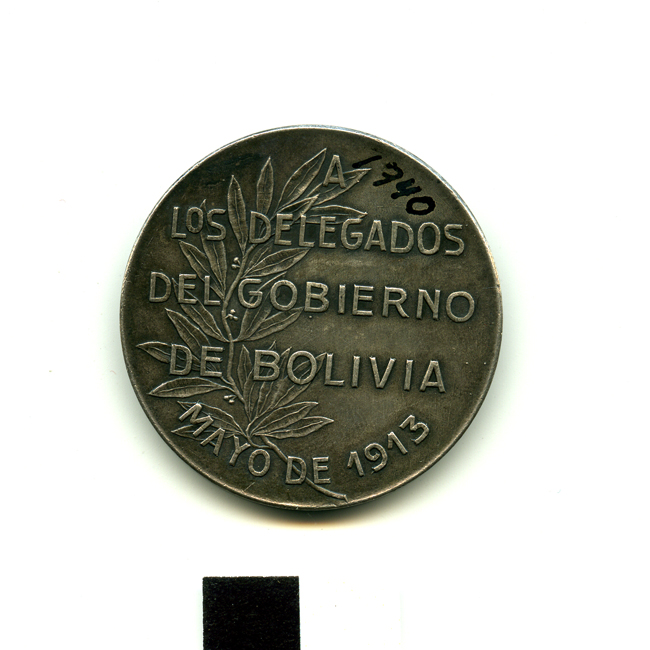 A
1740
LOS DELEGADOS
DEL GOBIERNO
DE BOLIVIA
MAYO DE 1913